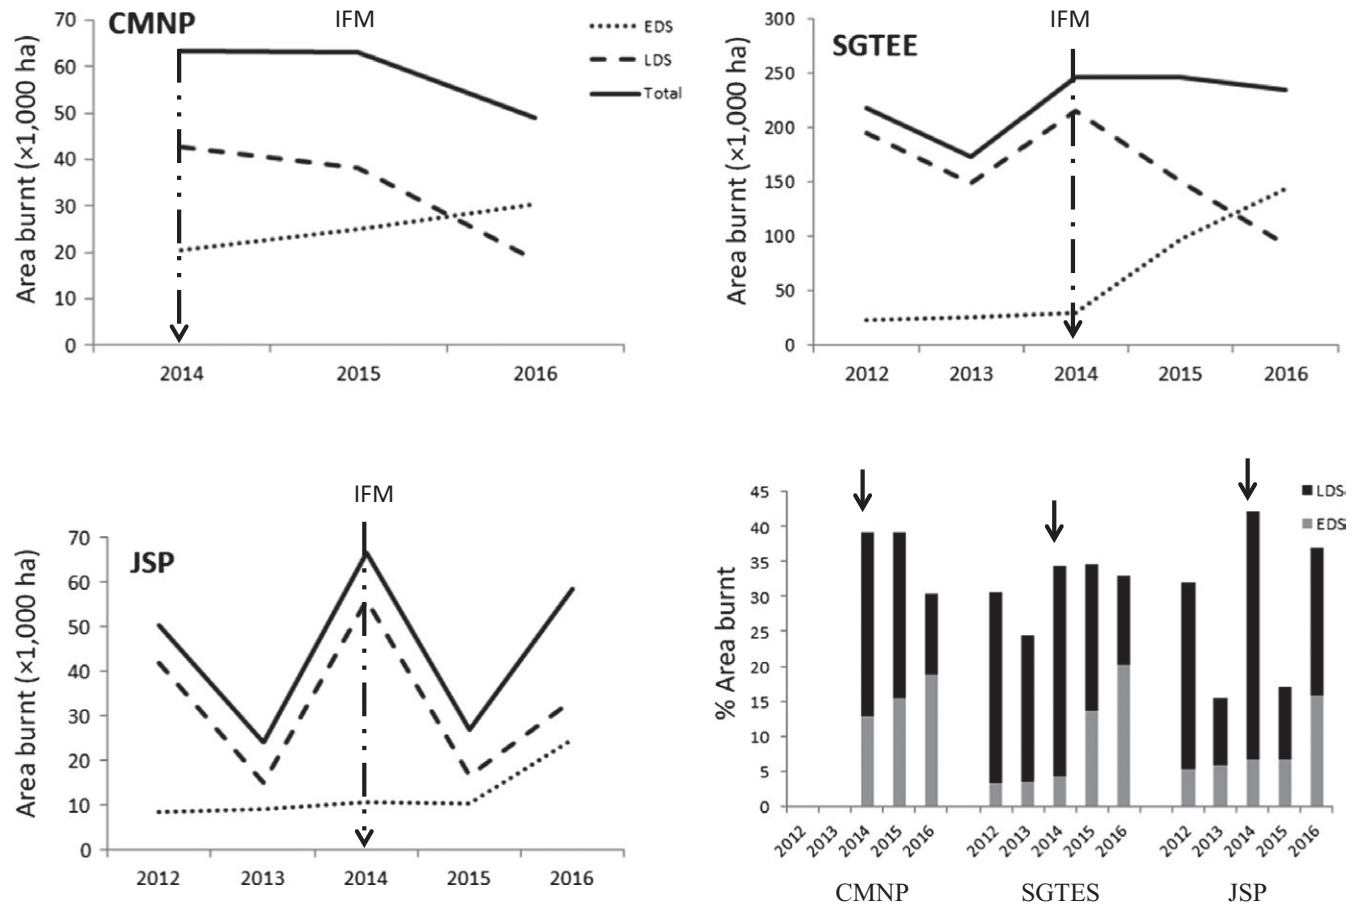 CMNP
IFM
EDS
LDS
Total
Area burnt (×1,000 ha)
70
60
50
40
30
20
10
0
2014 2015 2016
SGTEE
IFM
Area burnt (×1,000 ha)
300
250
200
150
100
50
0
2012 2013 2014 2015 2016
JSP
IFM
Area burnt (×1,000 ha)
70
60
50
40
30
20
10
0
2012 2013 2014 2015 2016
LDS
EDS
% Area burnt
45
40
35
30
25
20
15
10
5
0
2012 2013 2014 2015 2016 2012 2013 2014 2015 2016 2012 2013 2014 2015 2016
CMNP SGTES JSP